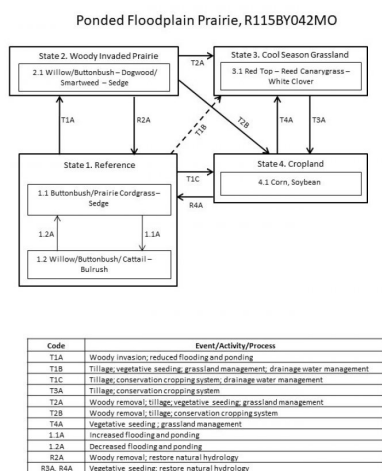 Ponded Floodplain Prairie, R115BY042MO
State 2. Woody Invaded Prairie
2.1 Willow/Buttonbush – Dogwood/
Smartweed – Sedge
T2A
State 3. Cool Season Grassland
3.1 Red Top – Reed Canarygrass –
White Clover
T1A
R2A
T1B
T2B
T4A
T3A
State 1. Reference
1.1 Buttonbush/Prairie Cordgrass –
Sedge
1.2A
1.1A
1.2 Willow/Buttonbush/ Cattail –
Bulrush
T1C
R4A
State 4. Cropland
4.1 Corn, Soybean
Code Event/Activity/Process
T1A Woody invasion; reduced flooding and ponding
T1B Tillage; vegetative seeding; grassland management; drainage water management
T1C Tillage; conservation cropping system; drainage water management
T3A Tillage; conservation cropping system
T2A Woody removal; tillage; vegetative seeding; grassland management
T2B Woody removal; tillage; conservation cropping system
T4A Vegetative seeding ; grassland management
1.1A Increased flooding and ponding
1.2A Decreased flooding and ponding
R2A Woody removal; restore natural hydrology
R3A, R4A Vegetative seeding; restore natural hydrology